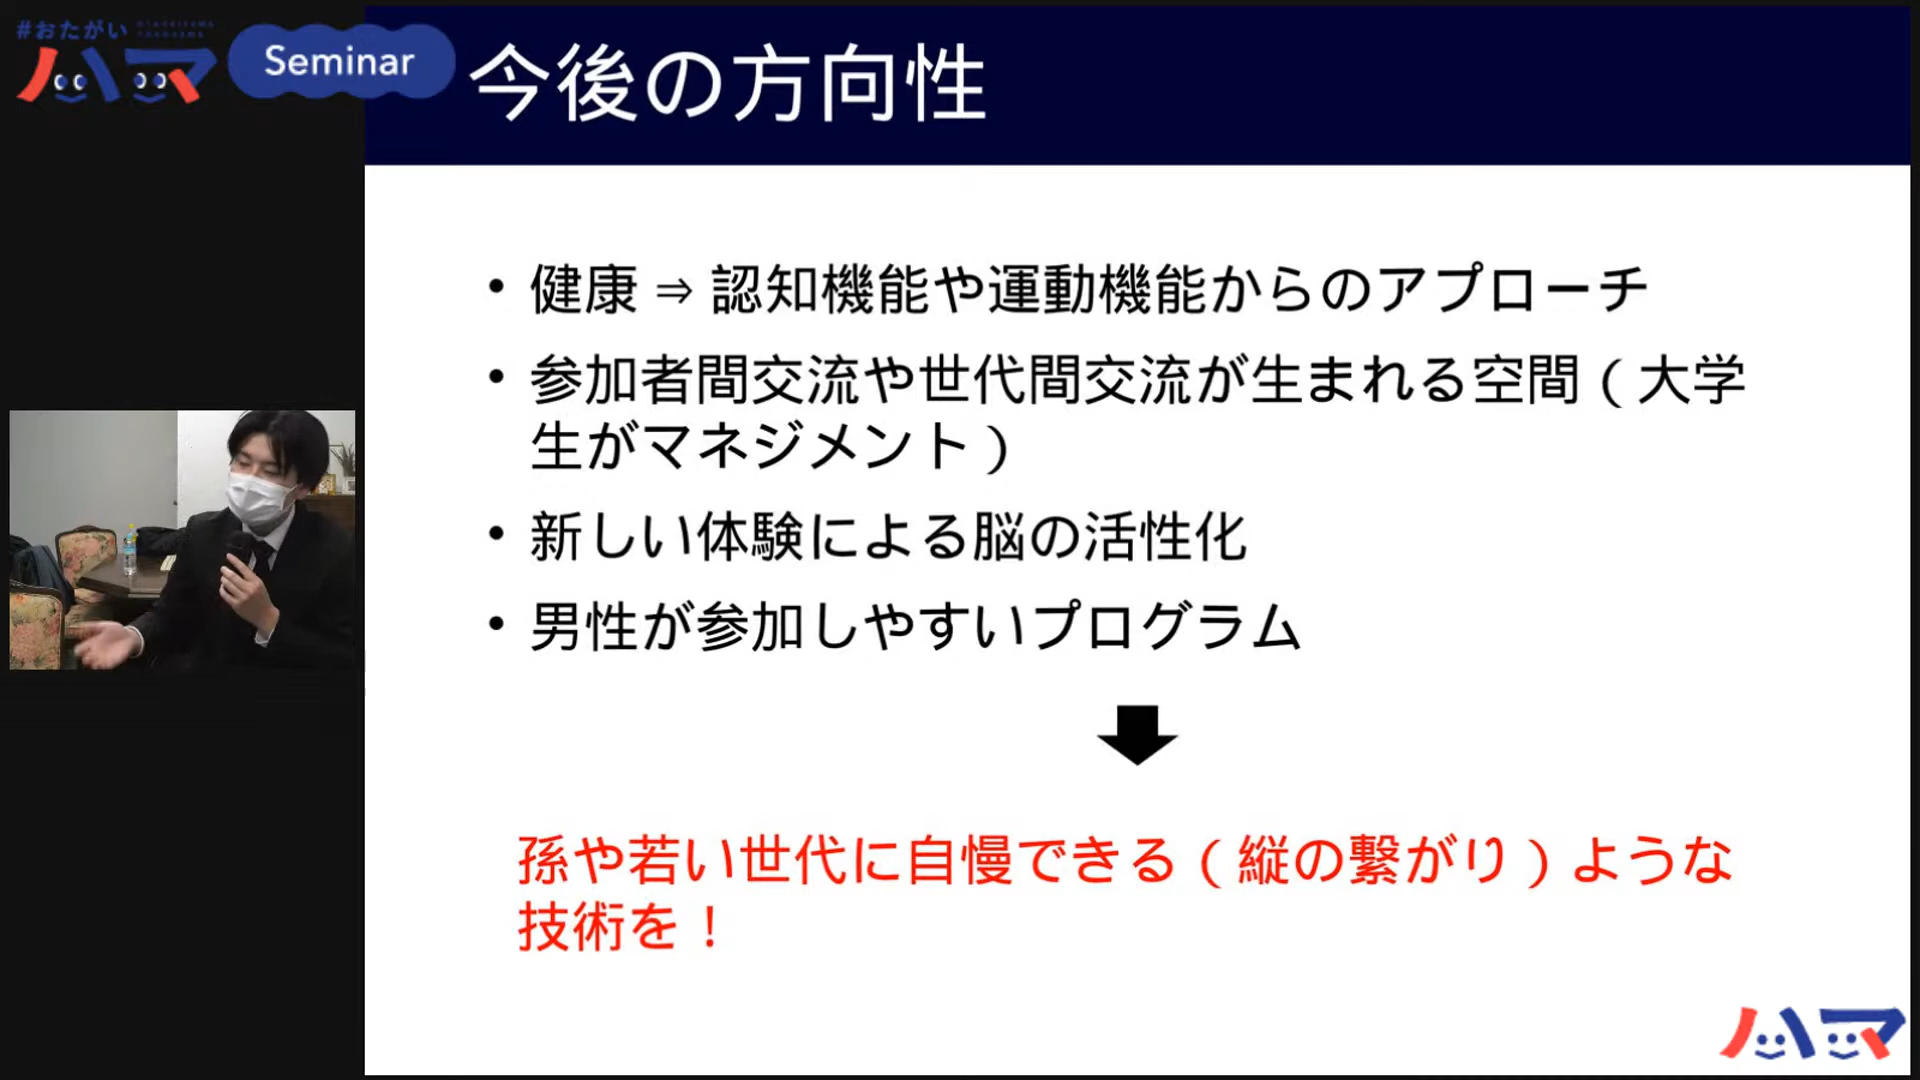 #おたがい
ハマ
Seminar
今後の方向性
• 健康 ⇒ 認知機能や運動機能からのアプローチ
• 参加者間交流や世代間交流が生まれる空間（大学
生がマネジメント）
• 新しい体験による脳の活性化
• 男性が参加しやすいプログラム
孫や若い世代に自慢できる（縦の繋がり）ような
技術を！
ハマ